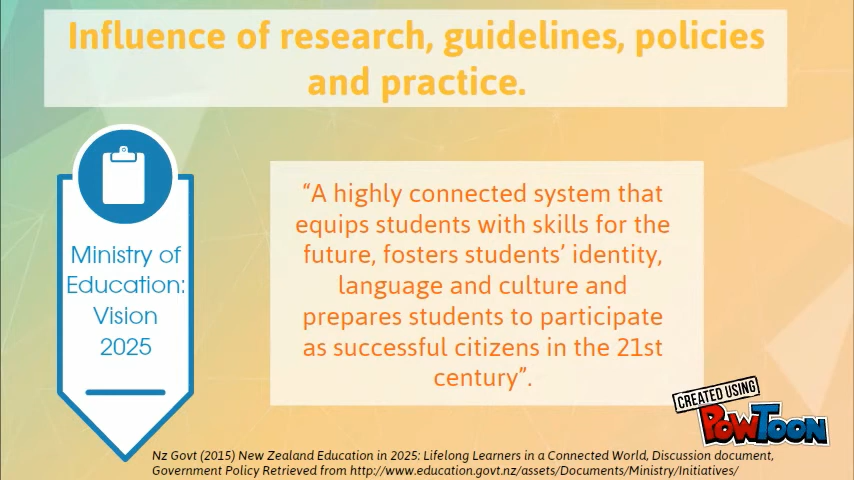 Influence of research, guidelines, policies
and practice.
Ministry of
Education:
Vision
2025
“A highly connected system that
equips students with skills for the
future, fosters students’ identity,
language and culture and
prepares students to participate
as successful citizens in the 21st
century”.
CREATED USING
POWTOON
Nz Govt (2015) New Zealand Education in 2025: Lifelong Learners in a Connected World, Discussion document,
Government Policy Retrieved from http://www.education.govt.nz/assets/Documents/Ministry/Initiatives/